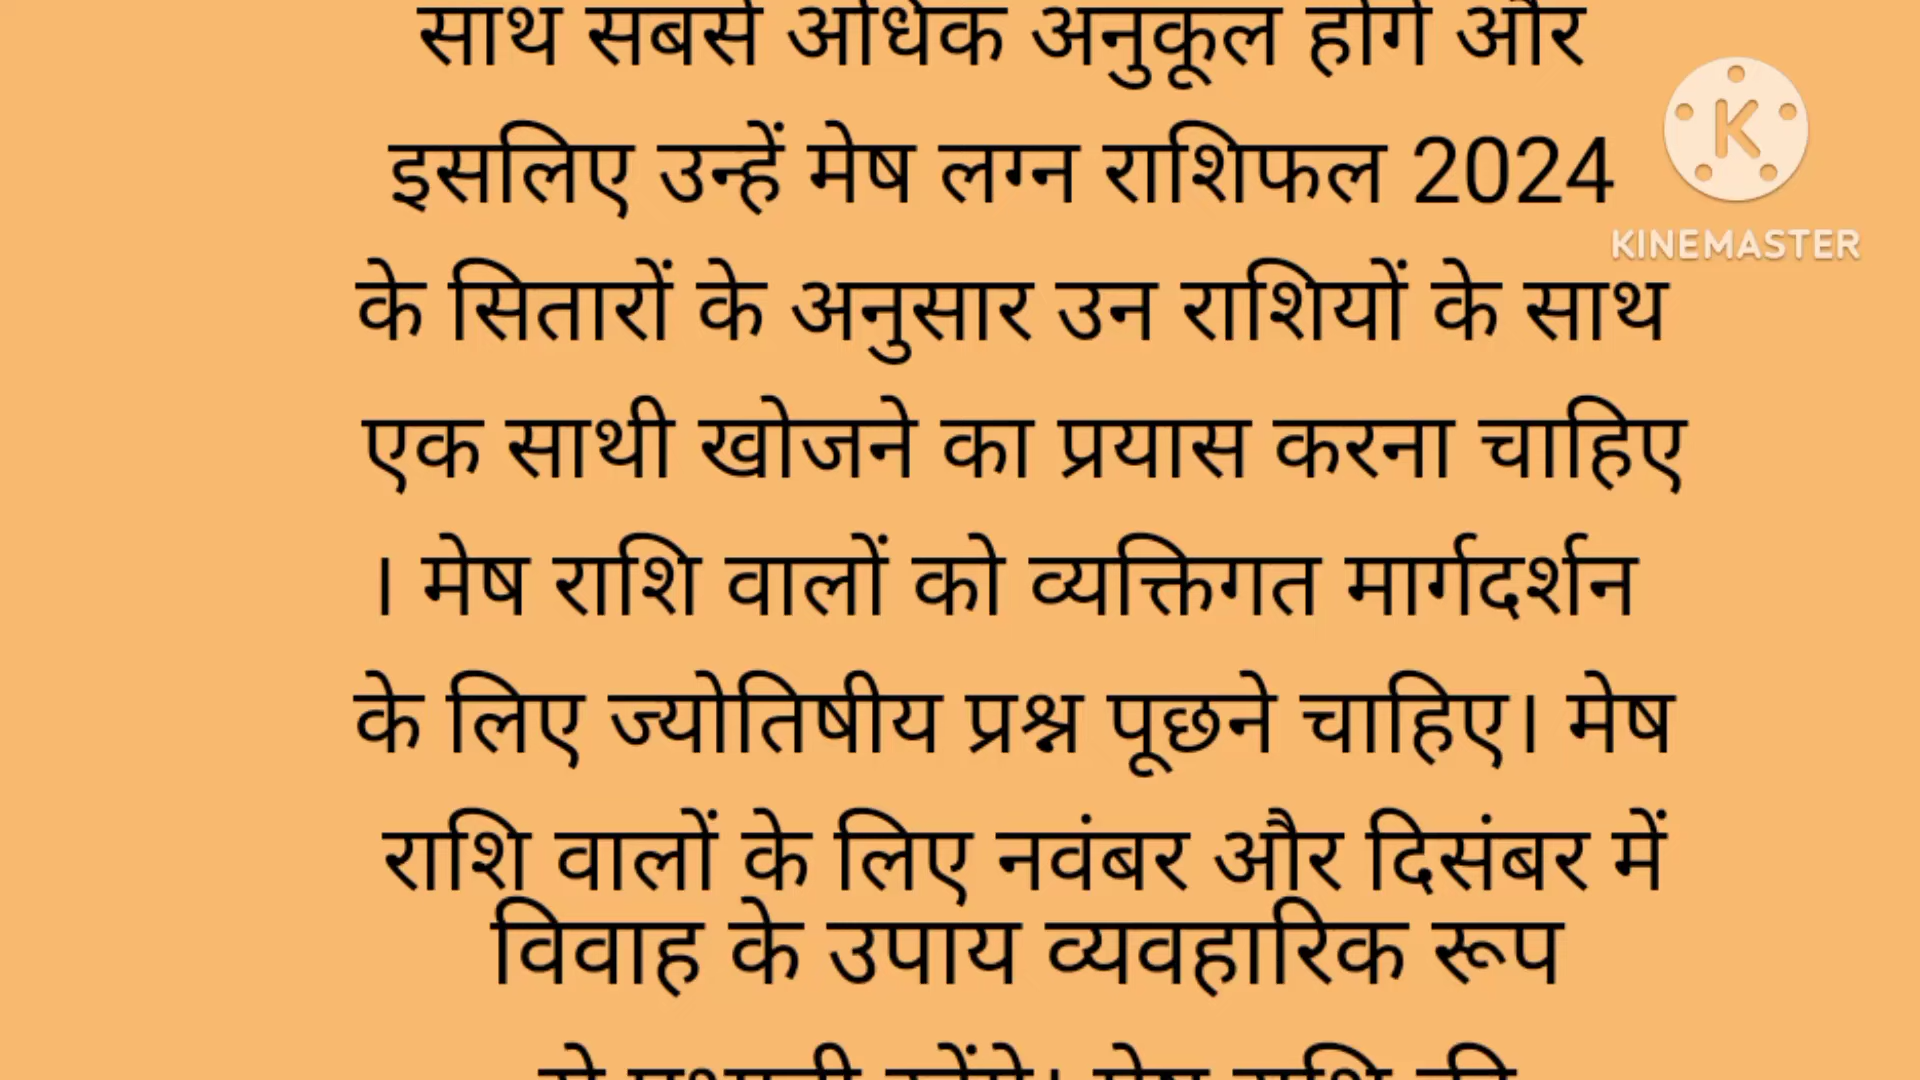 साथ सबसे अधिक अनुकूल होंगे और
इसलिए उन्हें मेष लग्न राशिफल 2024
के सितारों के अनुसार उन राशियों के साथ
एक साथी खोजने का प्रयास करना चाहिए
। मेष राशि वालों को व्यक्तिगत मार्गदर्शन
के लिए ज्योतिषीय प्रश्न पूछने चाहिए। मेष
राशि वालों के लिए नवंबर और दिसंबर में
विवाह के उपाय व्यवहारिक रूप
K
KINEMASTER